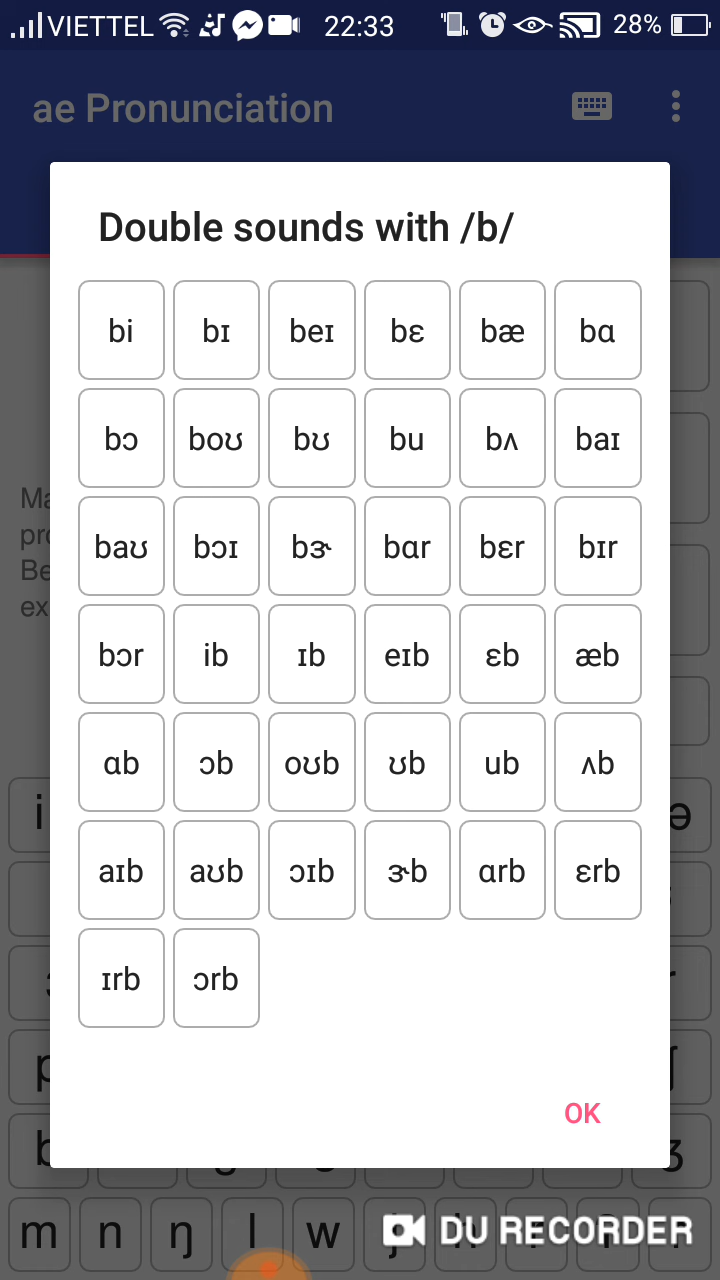 VIETTEL 22:33 28%
ae Pronunciation
Double sounds with /b/
bi bɪ beɪ bɛ bæ bɑ
bɔ boʊ bʊ bu bʌ baɪ
baʊ bɔɪ bɝ bɑr bɛr bɪr
bɔr ib ɪb eɪb ɛb æb
ɑb ɔb oʊb ʊb ub ʌb
aɪb aʊb ɔɪb ɝb ɑrb ɛrb
ɪrb ɔrb
OK
i ə
p ʃ
b ʒ
m n ŋ l w j h r
DU RECORDER